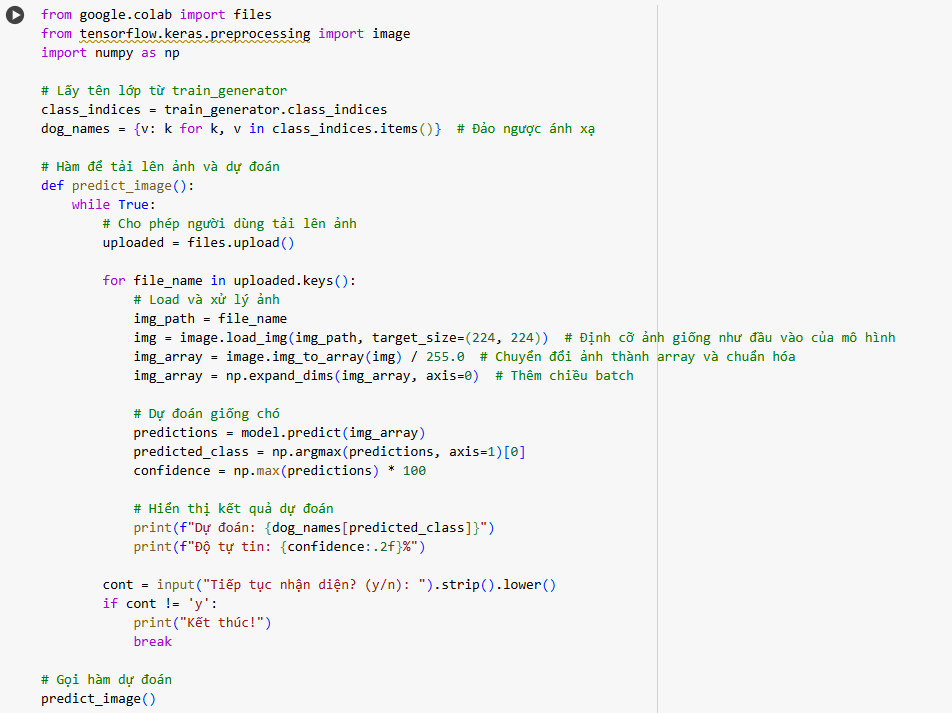 from google.colab import files
from tensorflow.keras.preprocessing import image
import numpy as np

# Lấy tên lớp từ train_generator
class_indices = train_generator.class_indices
dog_names = {v: k for k, v in class_indices.items()}  # Đảo ngược ánh xạ

# Hàm để tải lên ảnh và dự đoán
def predict_image():
    while True:
        # Cho phép người dùng tải lên ảnh
        uploaded = files.upload()

        for file_name in uploaded.keys():
            # Load và xử lý ảnh
            img_path = file_name
            img = image.load_img(img_path, target_size=(224, 224))  # Định cỡ ảnh giống như đầu vào của mô hình
            img_array = image.img_to_array(img) / 255.0  # Chuyển đổi ảnh thành array và chuẩn hóa
            img_array = np.expand_dims(img_array, axis=0)  # Thêm chiều batch

            # Dự đoán giống chó
            predictions = model.predict(img_array)
            predicted_class = np.argmax(predictions, axis=1)[0]
            confidence = np.max(predictions) * 100

            # Hiển thị kết quả dự đoán
            print(f"Dự đoán: {dog_names[predicted_class]}")
            print(f"Độ tự tin: {confidence:.2f}%")

        cont = input("Tiếp tục nhận diện? (y/n): ").strip().lower()
        if cont != 'y':
            print("Kết thúc!")
            break

# Gọi hàm dự đoán
predict_image()